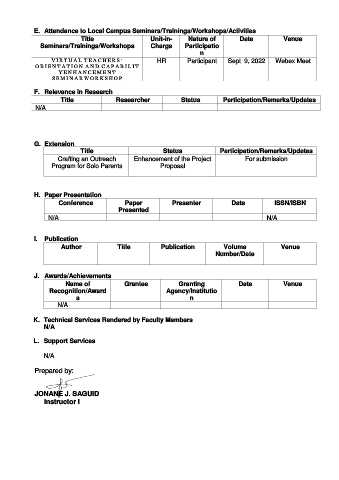 E. Attendance to Local Campus Seminars/Trainings/Workshops/Activities
Title Seminars/Trainings/Workshops Unit-in-Charge Nature of Participation Date Venue
VIRTUAL TEACHERS' ORIENTATION AND CAPABILITY ENHANCEMENT SEMINAR WORKSHOP HR Participant Sept. 9, 2022 Webex Meet
F. Relevance in Research
Title Researcher Status Participation/Remarks/Updates
N/A
G. Extension
Title Status Participation/Remarks/Updates
Crafting an Outreach Program for Solo Parents Enhancement of the Project Proposal For submission
H. Paper Presentation
Conference Paper Presented Presenter Date ISSN/ISBN
N/A N/A
I. Publication
Author Title Publication Volume Number/Date Venue
J. Awards/Achievements
Name of Recognition/Awards Grantee Granting Agency/Institution Date Venue
N/A
K. Technical Services Rendered by Faculty Members
N/A
L. Support Services
N/A
Prepared by:
JONANE J. SAGUID
Instructor I